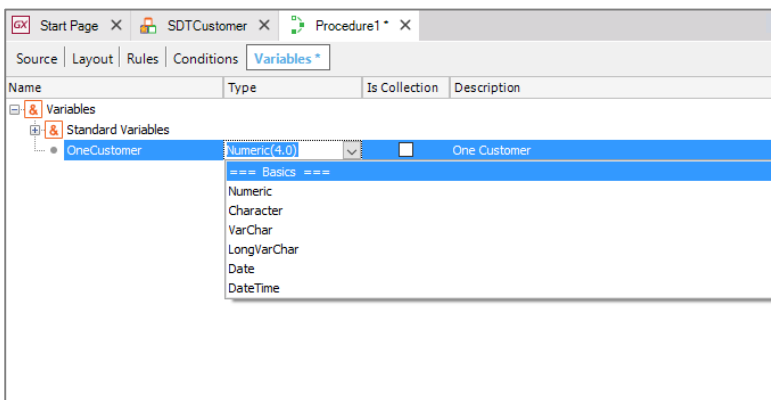 GX Start Page X SDTCustomer X Procedure1 * X
Source | Layout | Rules | Conditions | Variables *
Name Type Is Collection Description
& Variables
& Standard Variables
OneCustomer Numeric(4.0) One Customer
=== Basics ===
Numeric
Character
VarChar
LongVarChar
Date
DateTime